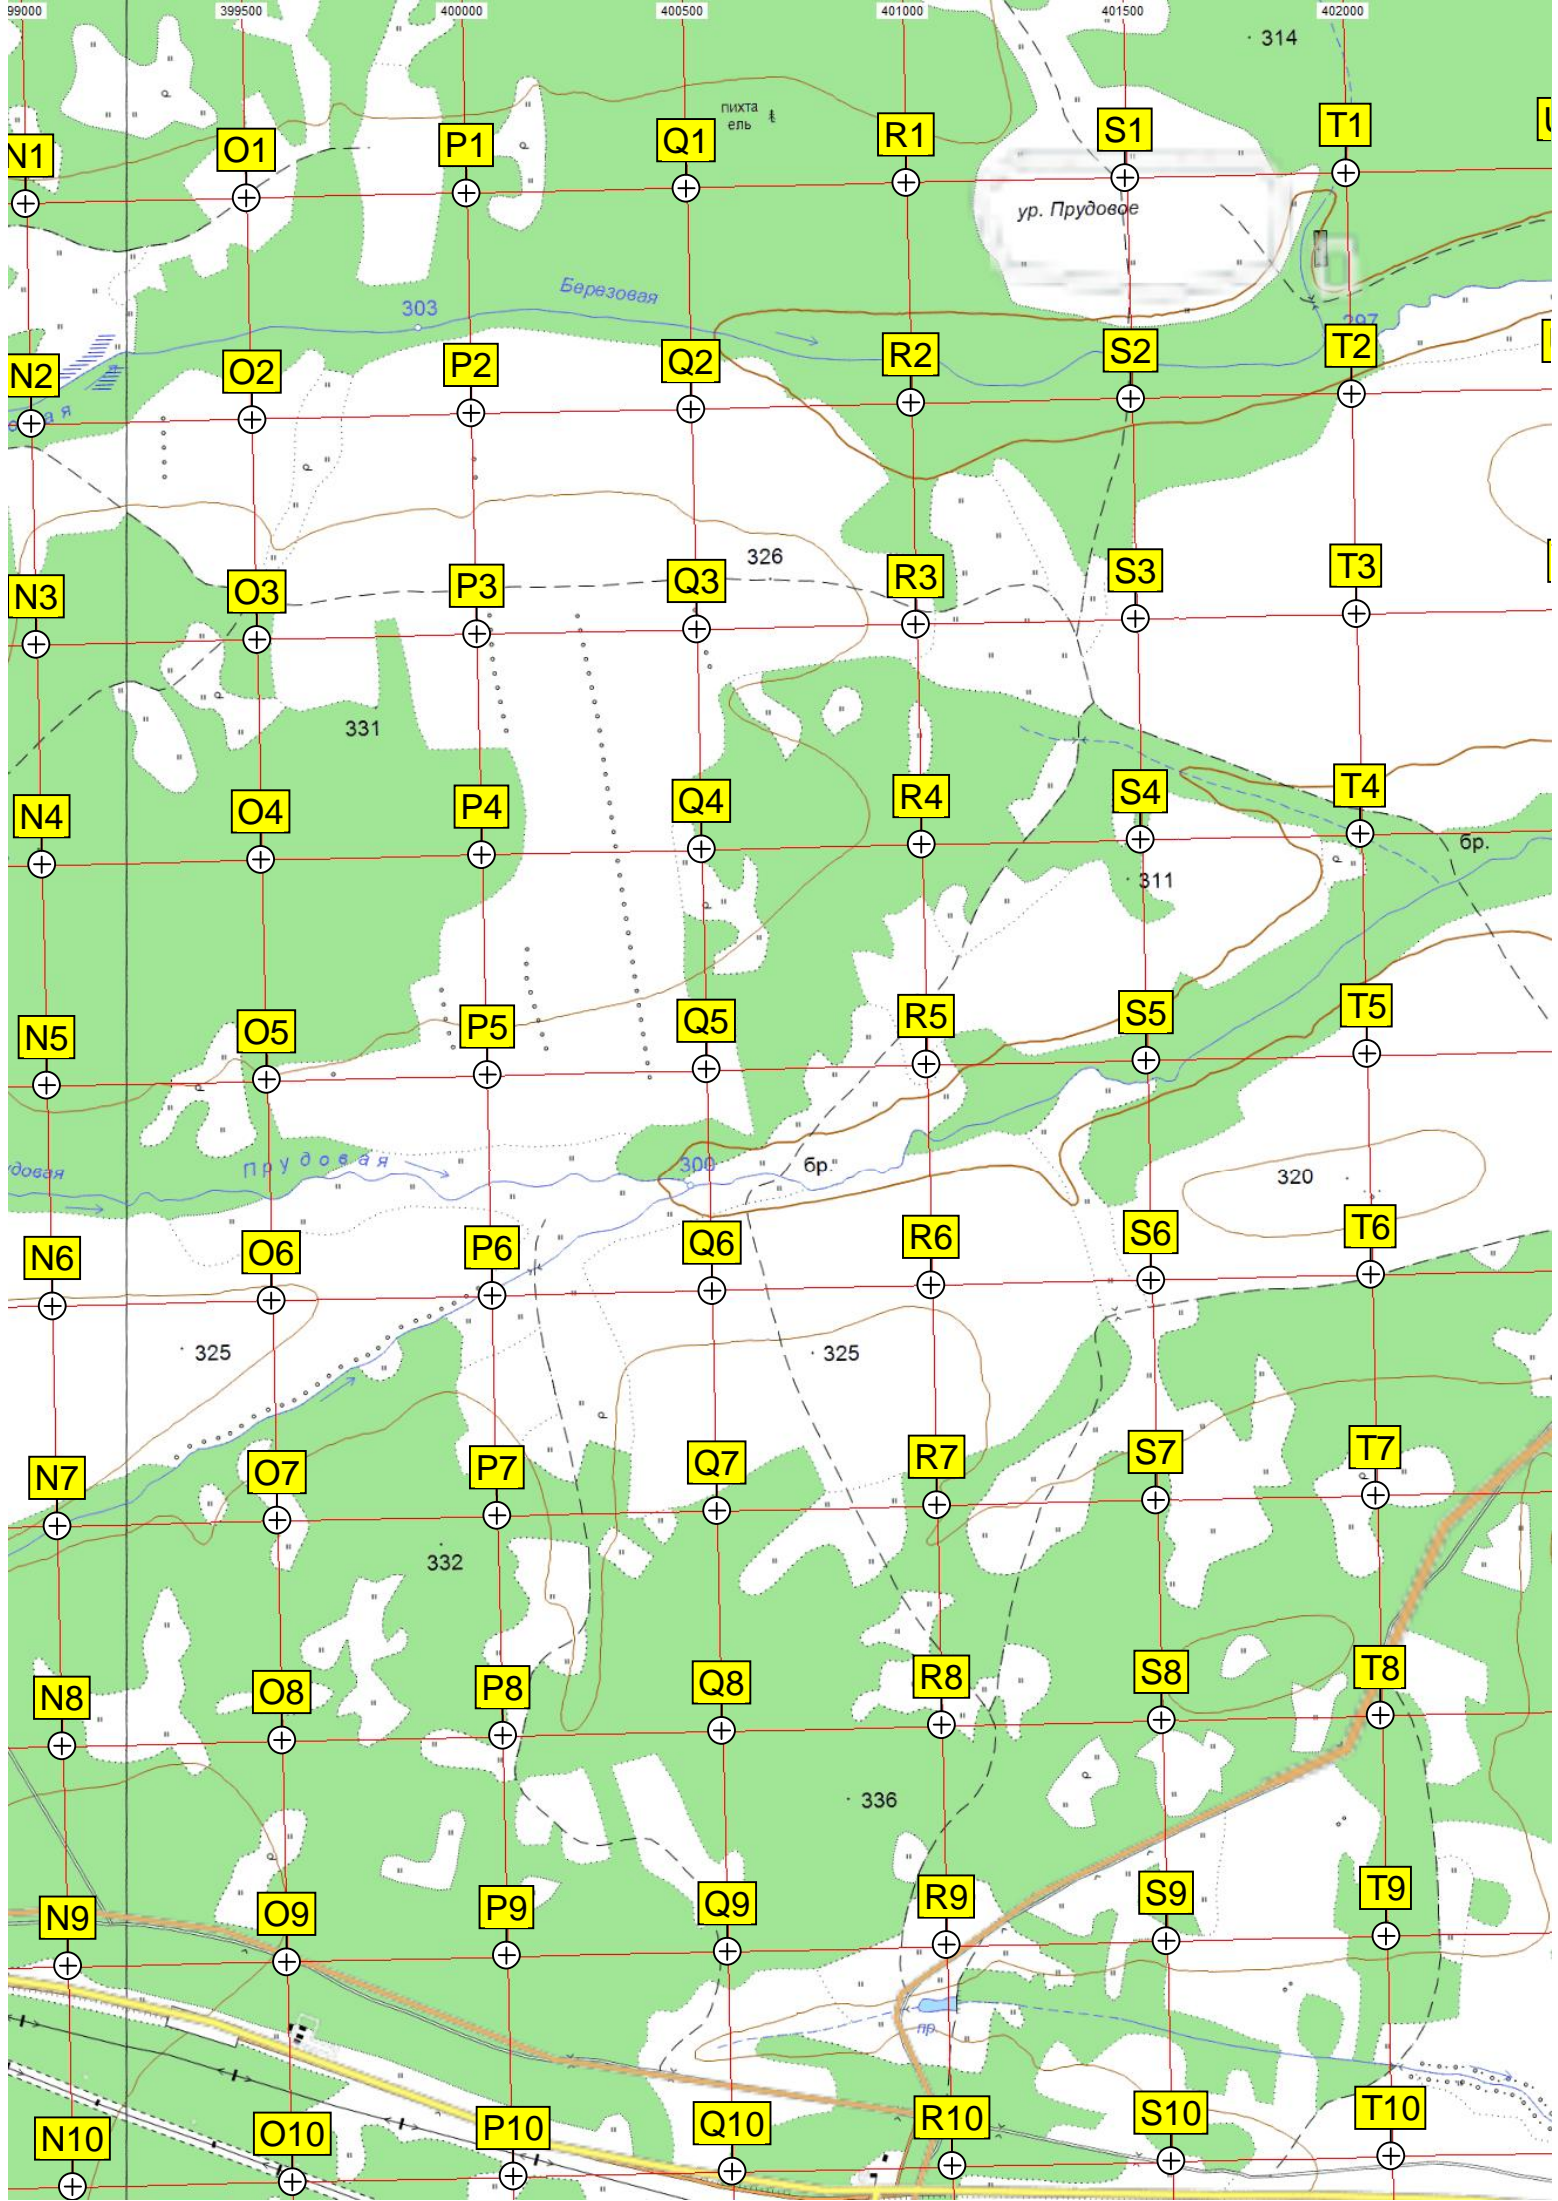 99000 399500 400000 400500 401000 401500 402000
314
пихта
ель
N1 O1 P1 Q1 R1 S1 T1
ур. Прудовое
Березовая
303
297
N2 O2 P2 Q2 R2 S2 T2
ая
326
N3 O3 P3 Q3 R3 S3 T3
331
N4 O4 P4 Q4 R4 S4 T4
бр.
311
р
N5 O5 P5 Q5 R5 S5 T5
довая
Прудовая
300
бр.
320
N6 O6 P6 Q6 R6 S6 T6
325
325
N7 O7 P7 Q7 R7 S7 T7
332
N8 O8 P8 Q8 R8 S8 T8
336
N9 O9 P9 Q9 R9 S9 T9
пр.
N10 O10 P10 Q10 R10 S10 T10